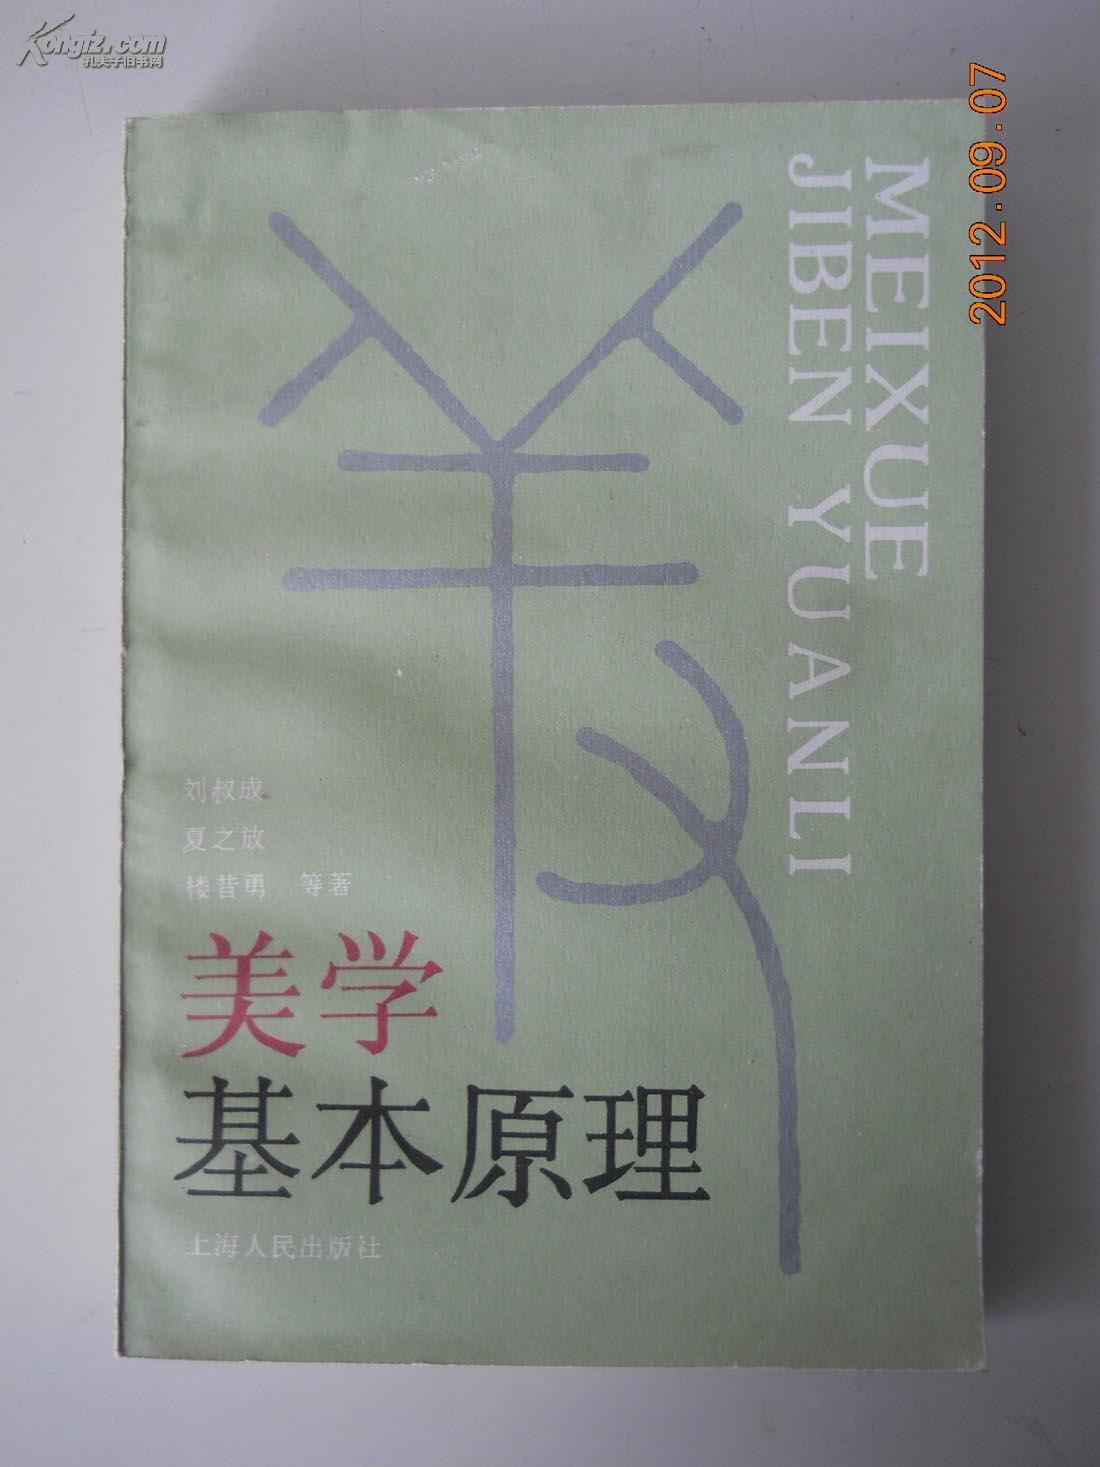 Kongfz.com
孔夫子旧书网
2012.09.07
MEIXUE
JIBEN YUANLI
刘叔成
夏之放
楼昔勇 等著
美学
基本原理
上海人民出版社